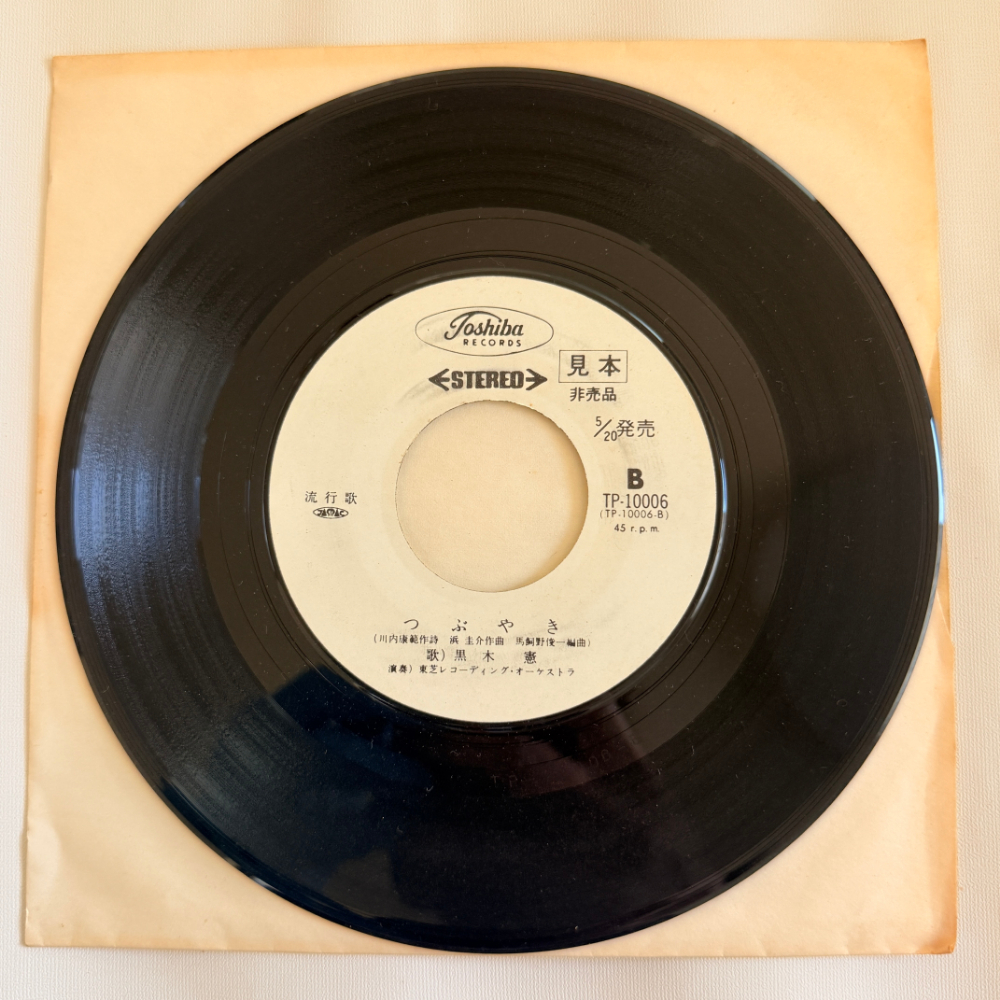 Toshiba
RECORDS
STEREO
見本
非売品
5/20発売
B
TP-10006
(TP-10006-B)
45 r.p.m.
流行歌
つぶやき
(川内康範作詩 浜 圭介作曲 馬飼野俊一編曲)
歌) 黒木 憲
演奏) 東芝レコーディング・オーケストラ